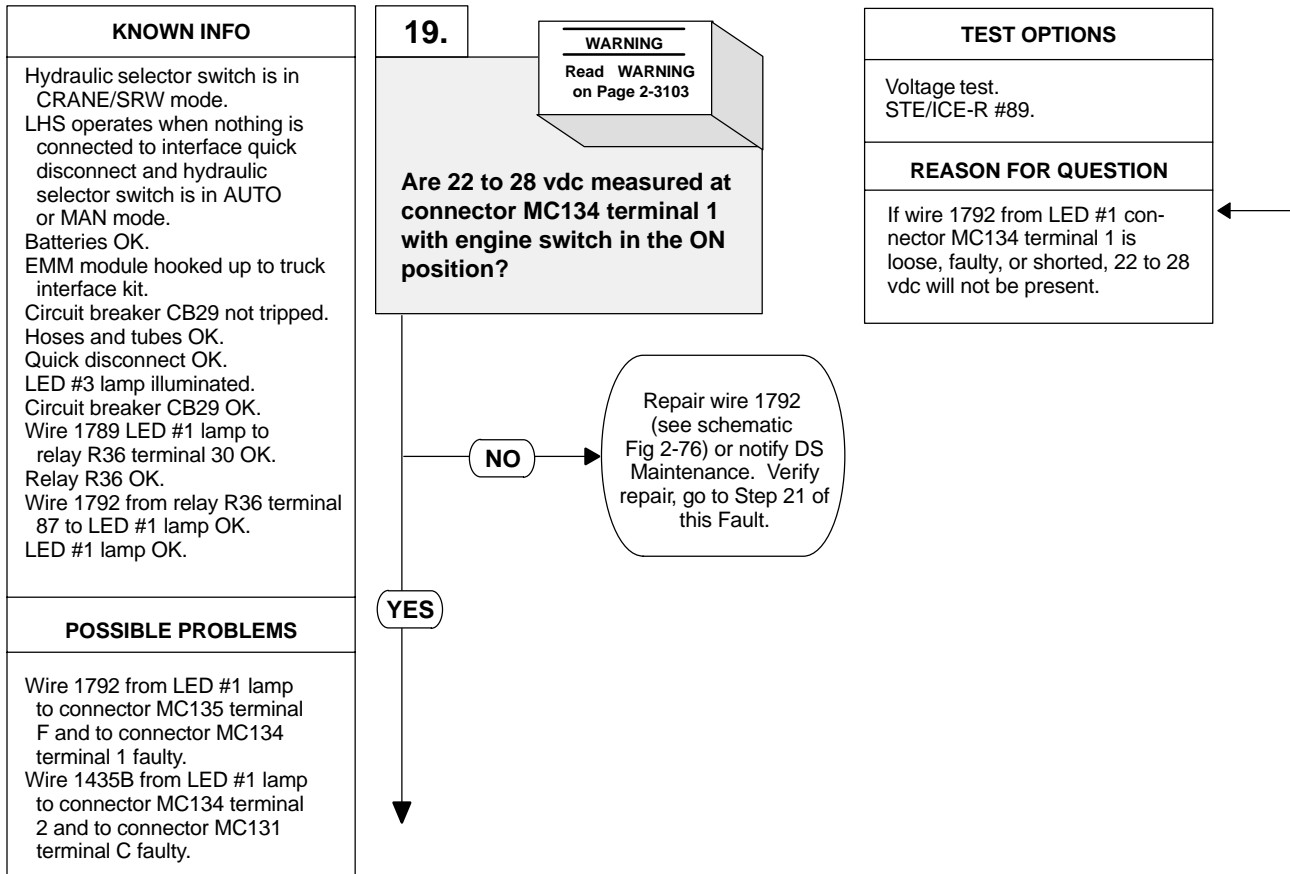 KNOWN INFO
Hydraulic selector switch is in
CRANE/SRW mode.
LHS operates when nothing is
connected to interface quick
disconnect and hydraulic
selector switch is in AUTO
or MAN mode.
Batteries OK.
EMM module hooked up to truck
interface kit.
Circuit breaker CB29 not tripped.
Hoses and tubes OK.
Quick disconnect OK.
LED #3 lamp illuminated.
Circuit breaker CB29 OK.
Wire 1789 LED #1 lamp to
relay R36 terminal 30 OK.
Relay R36 OK.
Wire 1792 from relay R36 terminal
87 to LED #1 lamp OK.
LED #1 lamp OK.
POSSIBLE PROBLEMS
Wire 1792 from LED #1 lamp
to connector MC135 terminal
F and to connector MC134
terminal 1 faulty.
Wire 1435B from LED #1 lamp
to connector MC134 terminal
2 and to connector MC131
terminal C faulty.
19.
WARNING
Read WARNING
on Page 2-3103
Are 22 to 28 vdc measured at
connector MC134 terminal 1
with engine switch in the ON
position?
NO
Repair wire 1792
(see schematic
Fig 2-76) or notify DS
Maintenance. Verify
repair, go to Step 21 of
this Fault.
YES
TEST OPTIONS
Voltage test.
STE/ICE-R #89.
REASON FOR QUESTION
If wire 1792 from LED #1 con-
nector MC134 terminal 1 is
loose, faulty, or shorted, 22 to 28
vdc will not be present.